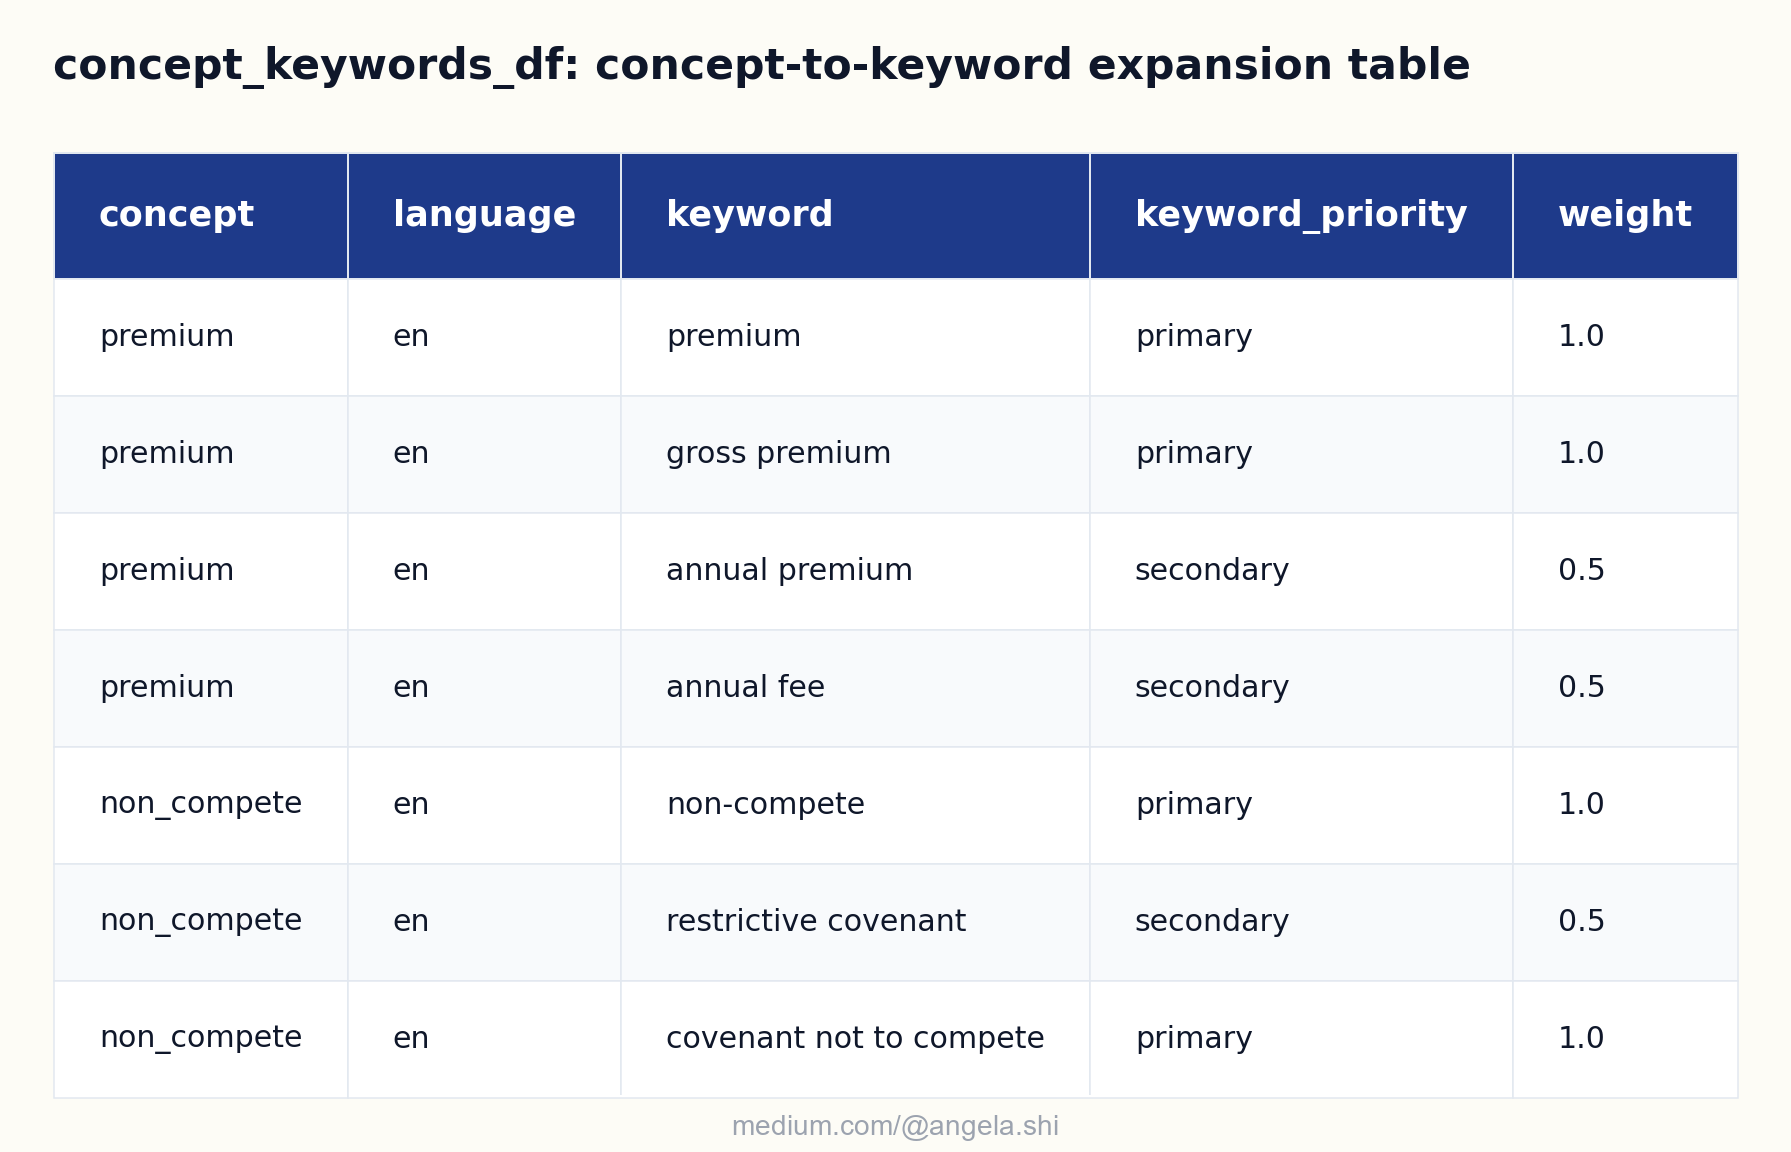 concept_keywords_df: concept-to-keyword expansion table
concept language keyword keyword_priority weight
premium en premium primary 1.0
premium en gross premium primary 1.0
premium en annual premium secondary 0.5
premium en annual fee secondary 0.5
non_compete en non-compete primary 1.0
non_compete en restrictive covenant secondary 0.5
non_compete en covenant not to compete primary 1.0
medium.com/@angela.shi